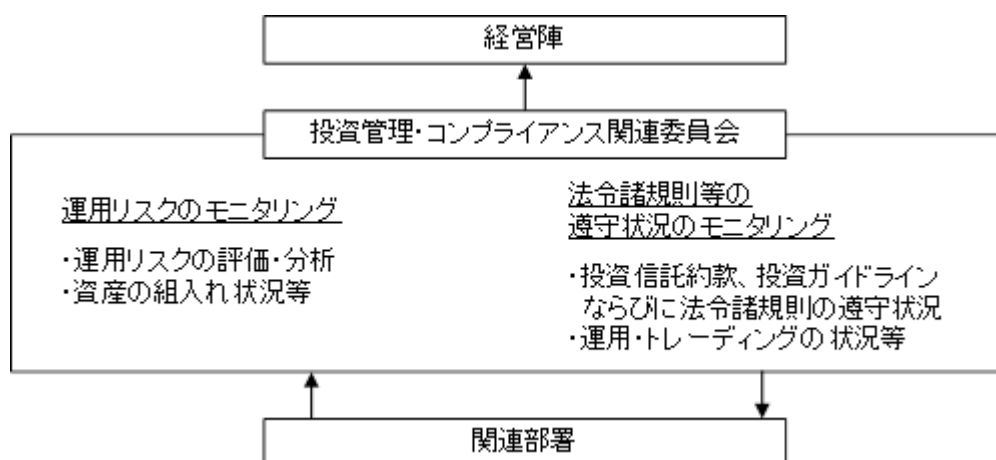 経営陣
投資管理・コンプライアンス関連委員会
運用リスクのモニタリング
・運用リスクの評価・分析
・資産の組入れ状況等
法令諸規則等の
遵守状況のモニタリング
・投資信託約款、投資ガイドライン
ならびに法令諸規則の遵守状況
・運用・トレーディングの状況等
関連部署